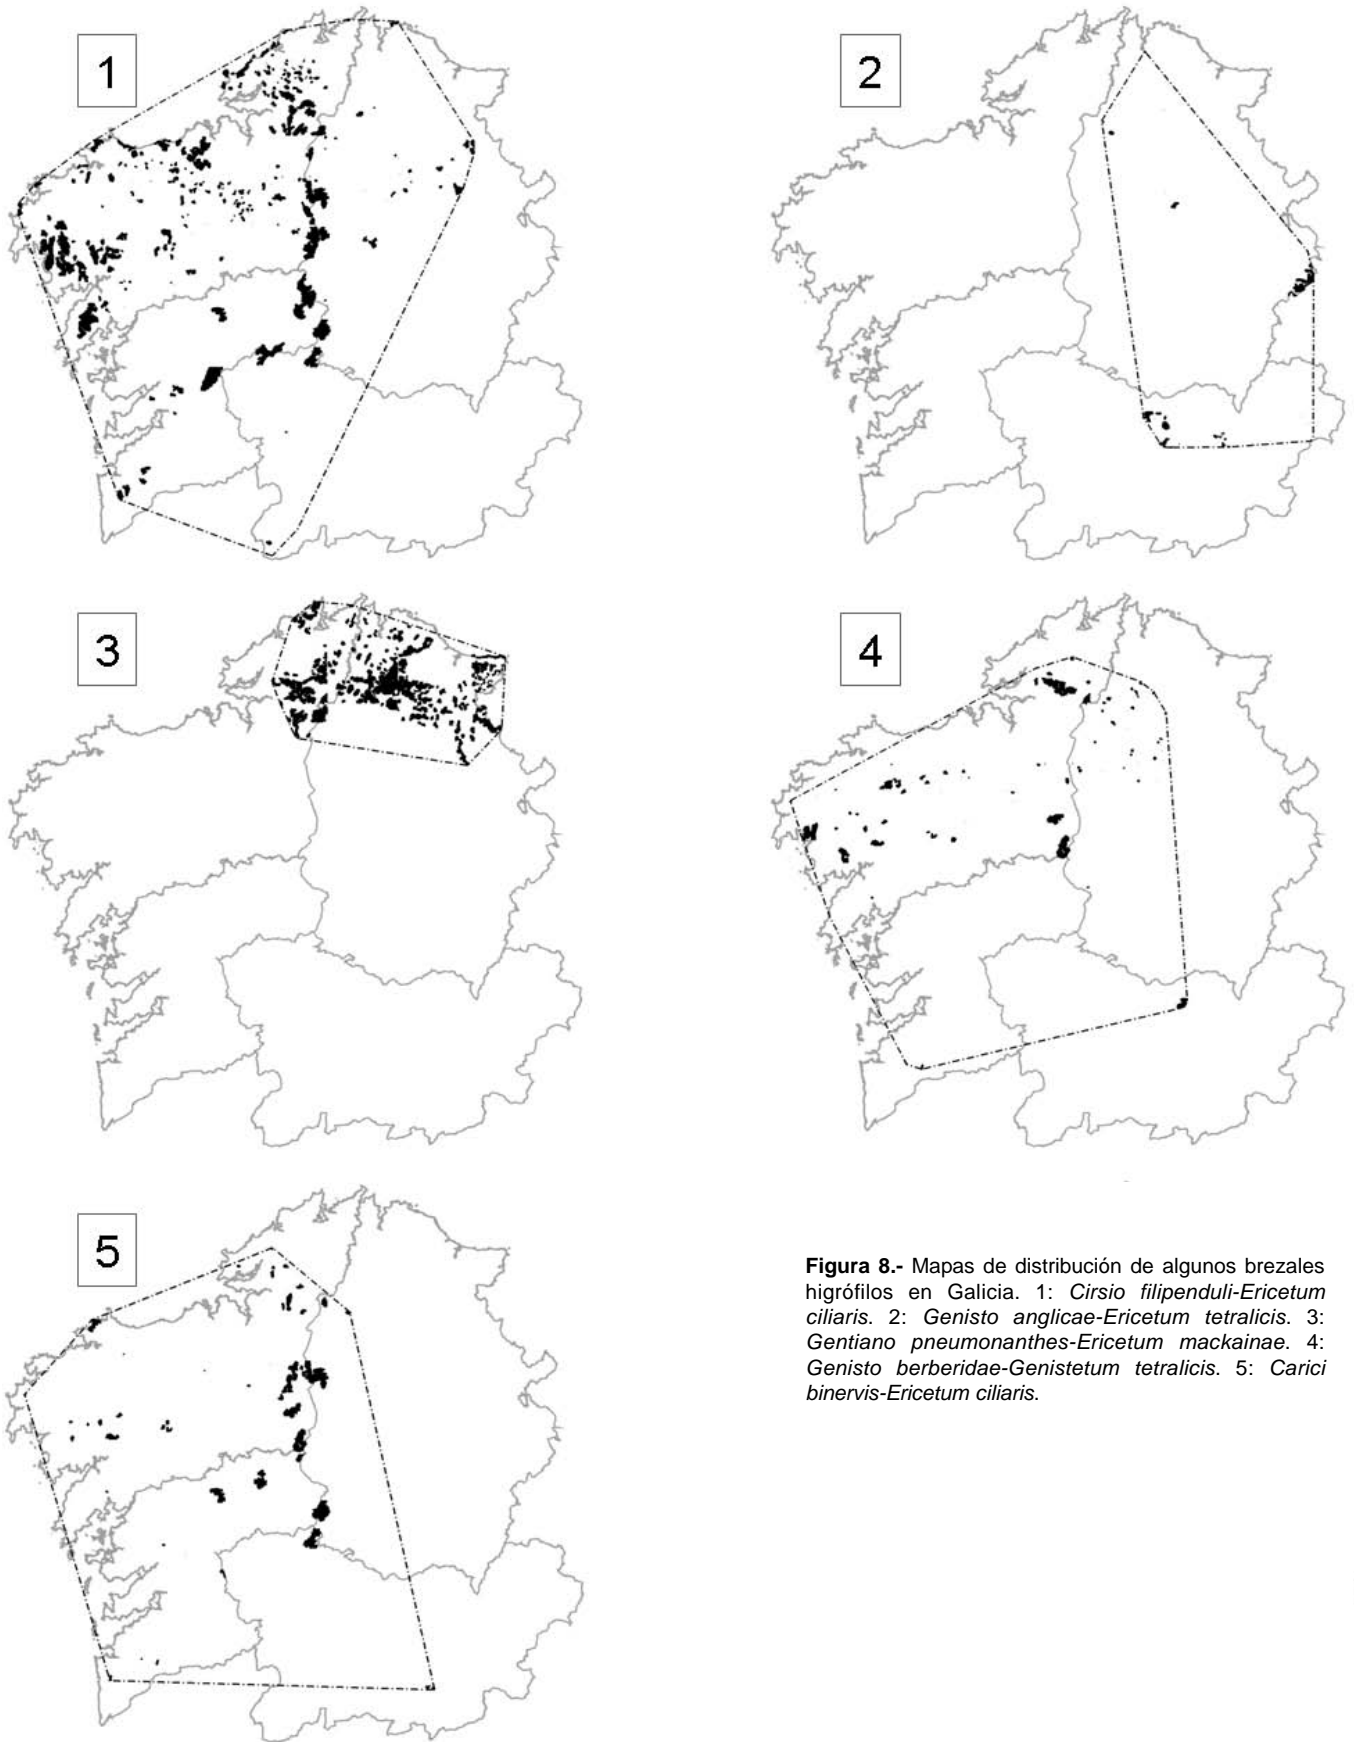 1
2
3
4
5
Figura 8.- Mapas de distribución de algunos brezales
higrófilos en Galicia. 1: Cirsio filipenduli-Ericetum
ciliaris. 2: Genisto anglicae-Ericetum tetralicis. 3:
Gentiano pneumonanthes-Ericetum mackainae. 4:
Genisto berberidae-Genistetum tetralicis. 5: Carici
binervis-Ericetum ciliaris.